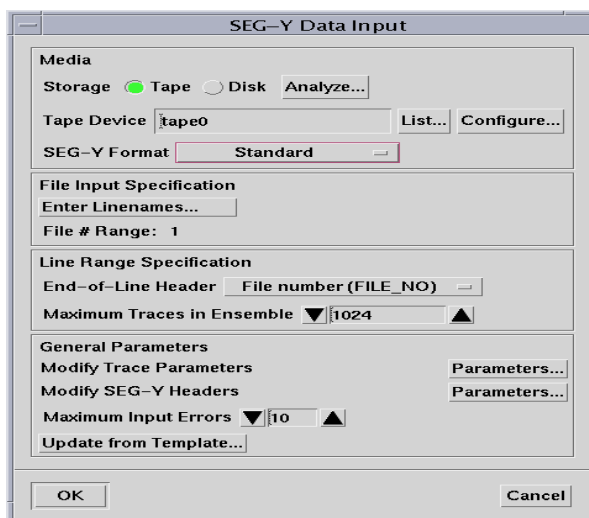 SEG-Y Data Input
Media
Storage Tape Disk Analyze...
Tape Device tape0 List... Configure...
SEG-Y Format Standard
File Input Specification
Enter Linenames...
File # Range: 1
Line Range Specification
End-of-Line Header File number (FILE_NO)
Maximum Traces in Ensemble 1024
General Parameters
Modify Trace Parameters Parameters...
Modify SEG-Y Headers Parameters...
Maximum Input Errors 10
Update from Template...
OK Cancel